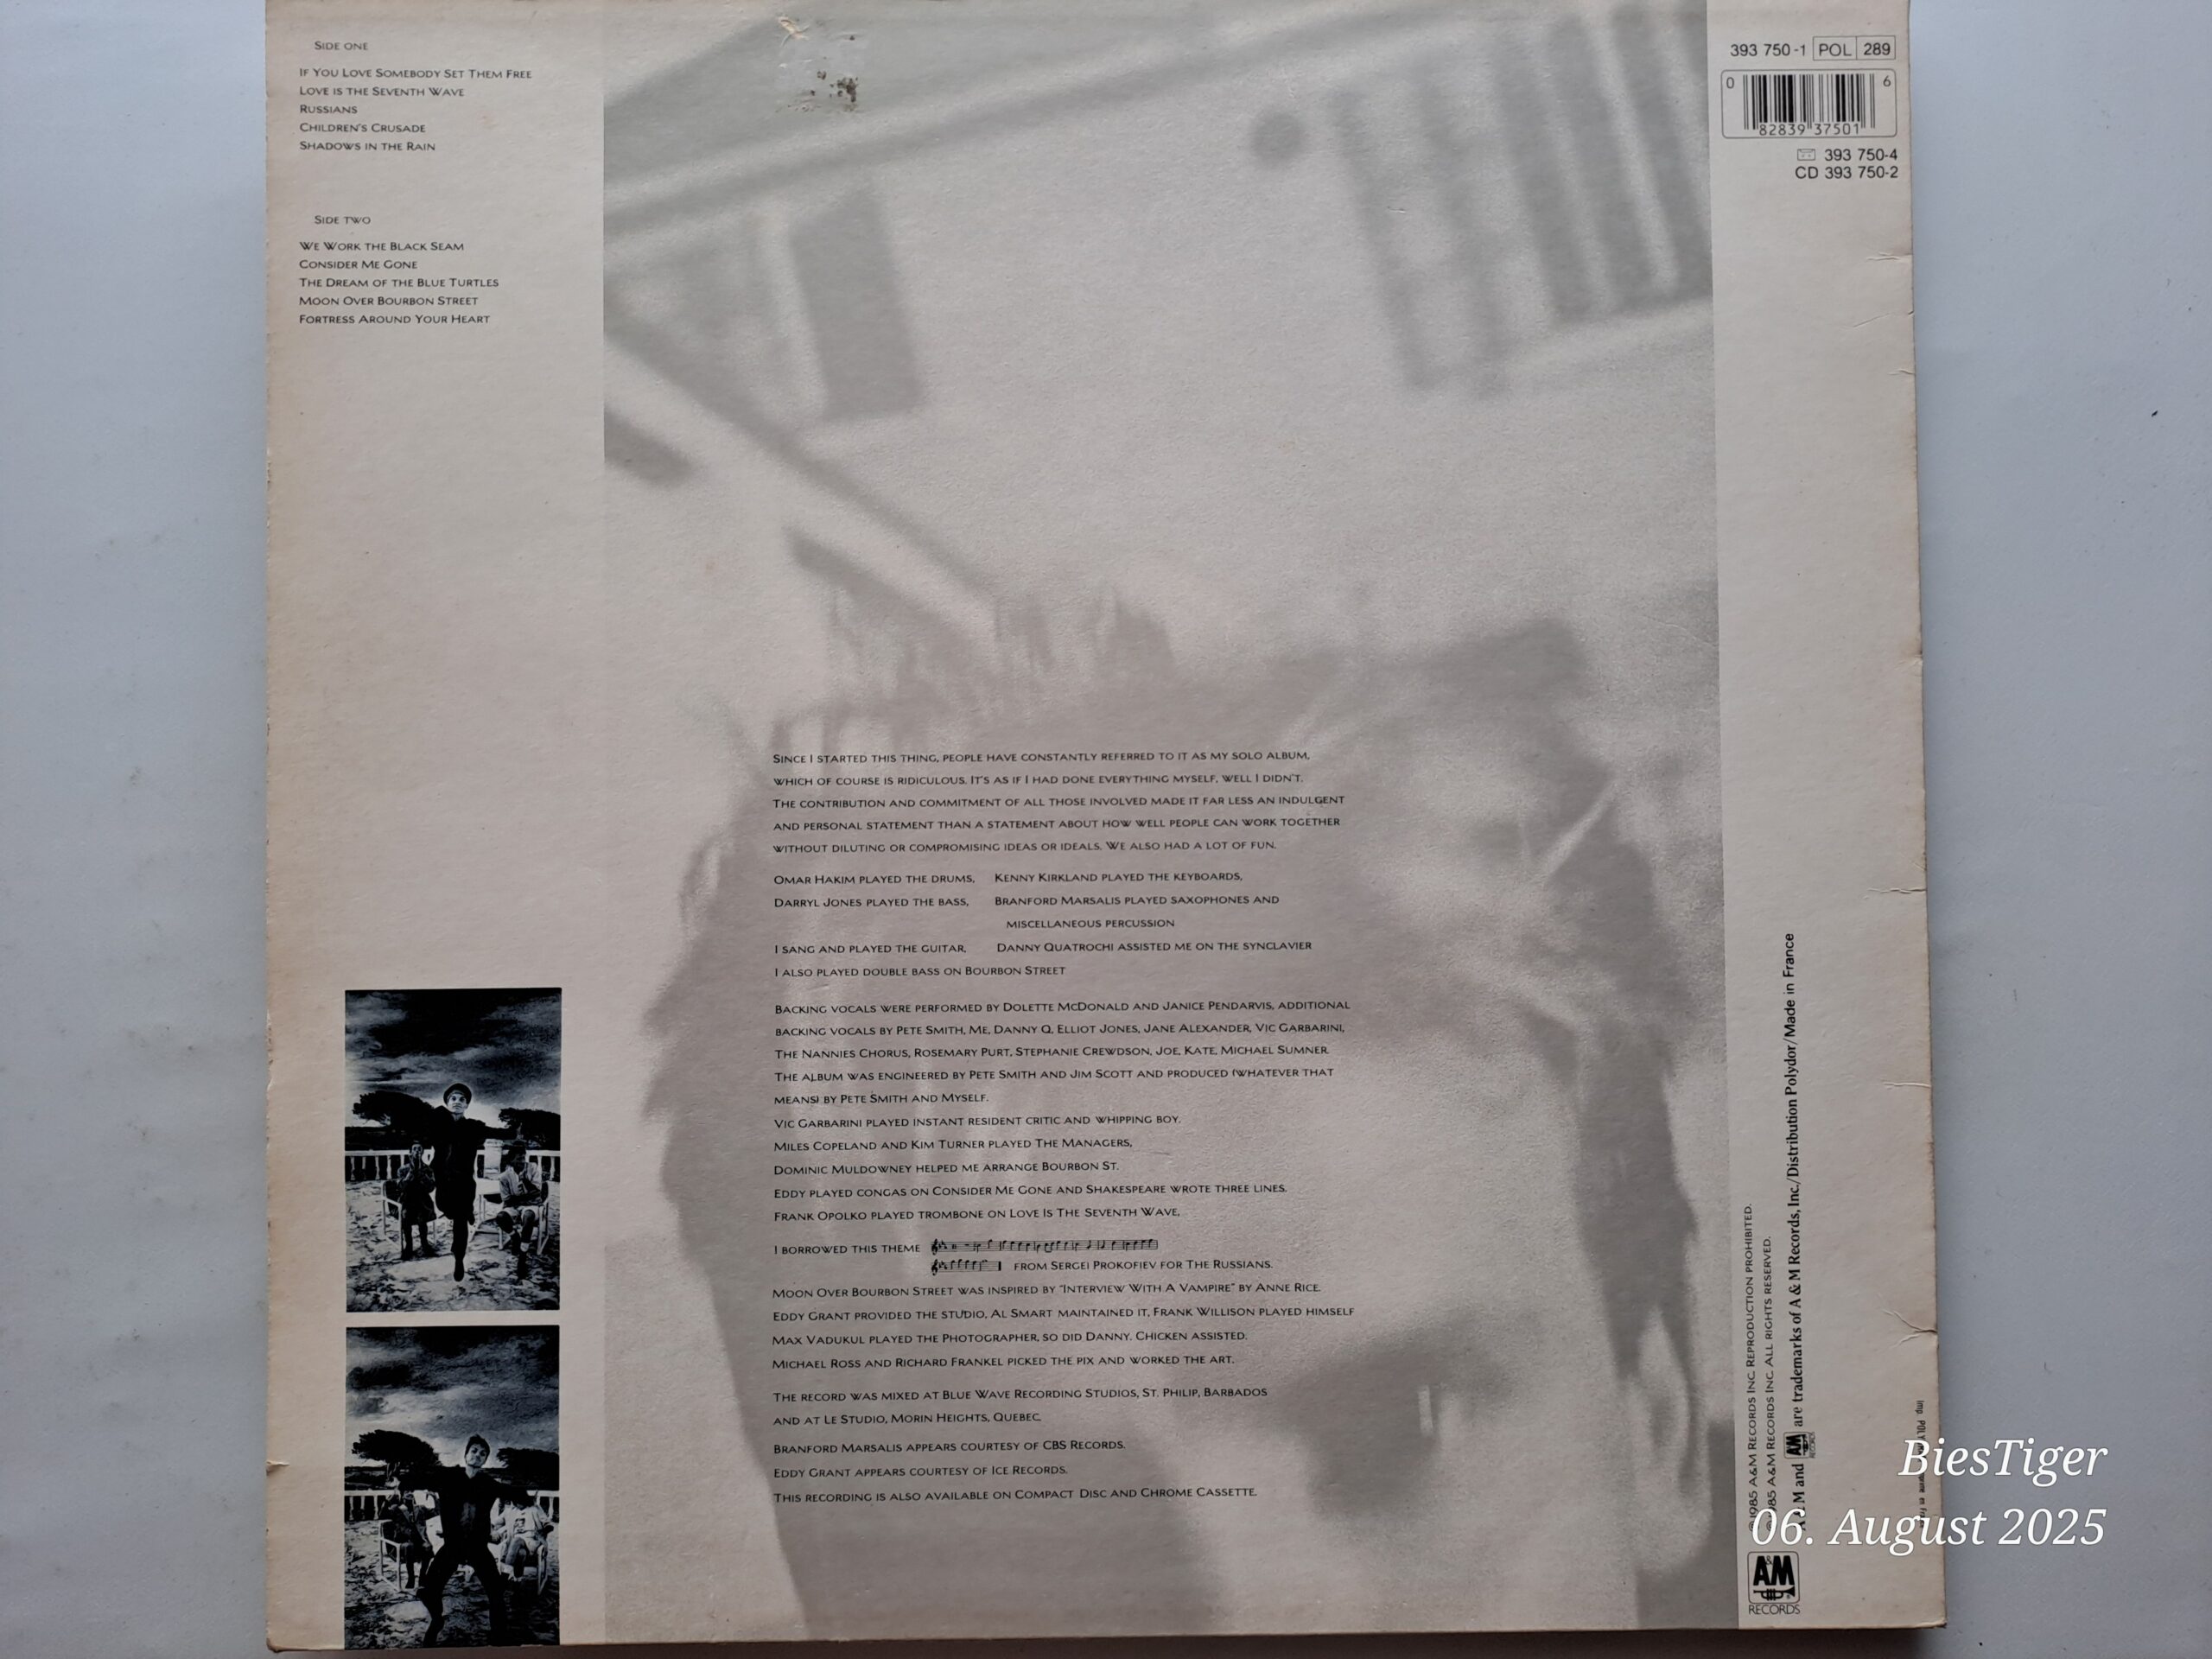 SIDE ONE
IF YOU LOVE SOMEBODY SET THEM FREE
LOVE IS THE SEVENTH WAVE
RUSSIANS
CHILDREN'S CRUSADE
SHADOWS IN THE RAIN
SIDE TWO
WE WORK THE BLACK SEAM
CONSIDER ME GONE
THE DREAM OF THE BLUE TURTLES
MOON OVER BOURBON STREET
FORTRESS AROUND YOUR HEART
393 750-1 POL 289
0 82839 37501 6
393 750-4
CD 393 750-2
SINCE I STARTED THIS THING, PEOPLE HAVE CONSTANTLY REFERRED TO IT AS MY SOLO ALBUM,
WHICH OF COURSE IS RIDICULOUS. IT'S AS IF I HAD DONE EVERYTHING MYSELF, WELL I DIDN'T.
THE CONTRIBUTION AND COMMITMENT OF ALL THOSE INVOLVED MADE IT FAR LESS AN INDULGENT
AND PERSONAL STATEMENT THAN A STATEMENT ABOUT HOW WELL PEOPLE CAN WORK TOGETHER
WITHOUT DILUTING OR COMPROMISING IDEAS OR IDEALS. WE ALSO HAD A LOT OF FUN.
OMAR HAKIM PLAYED THE DRUMS, KENNY KIRKLAND PLAYED THE KEYBOARDS,
DARRYL JONES PLAYED THE BASS, BRANFORD MARSALIS PLAYED SAXOPHONES AND
MISCELLANEOUS PERCUSSION
I SANG AND PLAYED THE GUITAR, DANNY QUATROCHI ASSISTED ME ON THE SYNCLAVIER
I ALSO PLAYED DOUBLE BASS ON BOURBON STREET
BACKING VOCALS WERE PERFORMED BY DOLETTE MCDONALD AND JANICE PENDARVIS, ADDITIONAL
BACKING VOCALS BY PETE SMITH, ME, DANNY Q, ELLIOT JONES, JANE ALEXANDER, VIC GARBARINI,
THE NANNIES CHORUS, ROSEMARY PURT, STEPHANIE CREWDSON, JOE, KATE, MICHAEL SUMNER.
THE ALBUM WAS ENGINEERED BY PETE SMITH AND JIM SCOTT AND PRODUCED (WHATEVER THAT
MEANS) BY PETE SMITH AND MYSELF.
VIC GARBARINI PLAYED INSTANT RESIDENT CRITIC AND WHIPPING BOY.
MILES COPELAND AND KIM TURNER PLAYED THE MANAGERS,
DOMINIC MULDOWNEY HELPED ME ARRANGE BOURBON ST.
EDDY PLAYED CONGAS ON CONSIDER ME GONE AND SHAKESPEARE WROTE THREE LINES.
FRANK OPOLKO PLAYED TROMBONE ON LOVE IS THE SEVENTH WAVE,
I BORROWED THIS THEME
FROM SERGEI PROKOFIEV FOR THE RUSSIANS.
MOON OVER BOURBON STREET WAS INSPIRED BY "INTERVIEW WITH A VAMPIRE" BY ANNE RICE.
EDDY GRANT PROVIDED THE STUDIO, AL SMART MAINTAINED IT, FRANK WILLISON PLAYED HIMSELF
MAX VADUKUL PLAYED THE PHOTOGRAPHER, SO DID DANNY. CHICKEN ASSISTED.
MICHAEL ROSS AND RICHARD FRANKEL PICKED THE PIX AND WORKED THE ART.
THE RECORD WAS MIXED AT BLUE WAVE RECORDING STUDIOS, ST. PHILIP, BARBADOS
AND AT LE STUDIO, MORIN HEIGHTS, QUEBEC.
BRANFORD MARSALIS APPEARS COURTESY OF CBS RECORDS.
EDDY GRANT APPEARS COURTESY OF ICE RECORDS.
THIS RECORDING IS ALSO AVAILABLE ON COMPACT DISC AND CHROME CASSETTE.
1985 A&M RECORDS INC. REPRODUCTION PROHIBITED.
1985 A&M RECORDS INC. ALL RIGHTS RESERVED.
A & M and AM RECORDS are trademarks of A & M Records, Inc./Distribution Polydor/Made in France
A&M
RECORDS
BiesTiger
06. August 2025